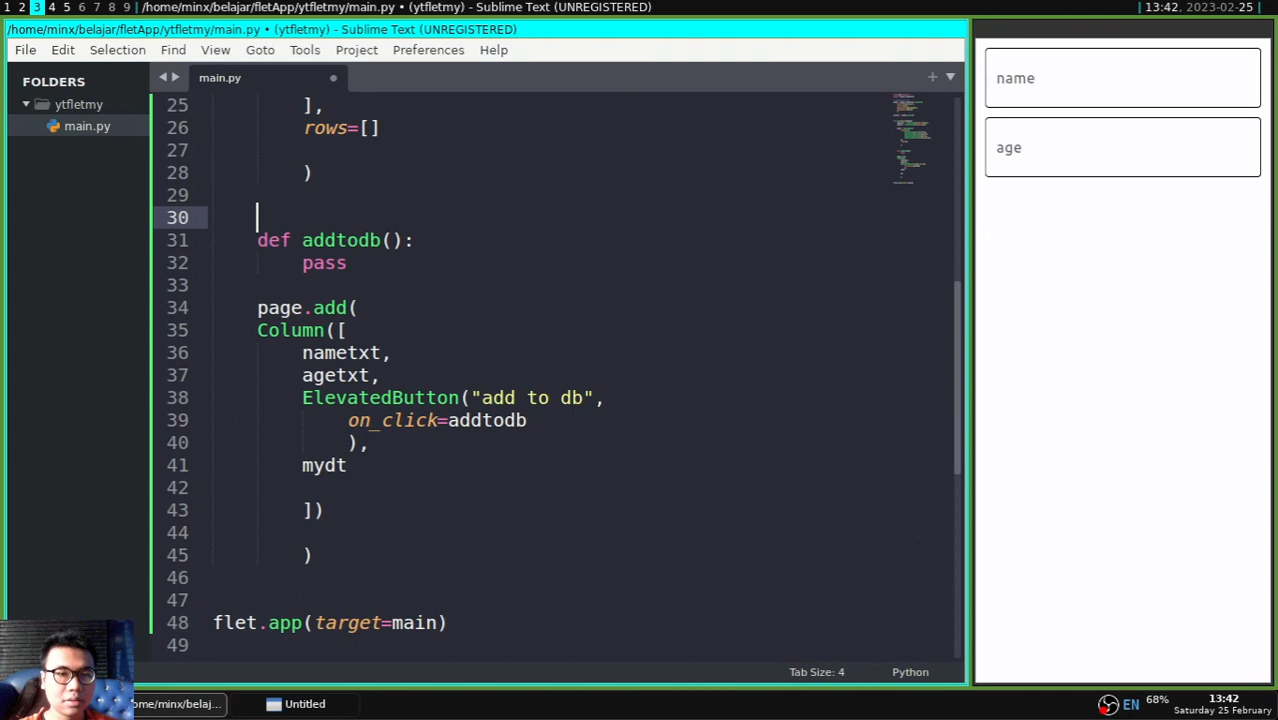 1 2 3 4 5 6 7 8 9 /home/minx/belajar/fletApp/ytfletmy/main.py • (ytfletmy) - Sublime Text (UNREGISTERED) 13:42, 2023-02-25
/home/minx/belajar/fletApp/ytfletmy/main.py • (ytfletmy) - Sublime Text (UNREGISTERED)
File Edit Selection Find View Goto Tools Project Preferences Help
FOLDERS
ytfletmy
main.py
main.py
25 ],
26 rows=[]
27
28 )
29
30
31 def addtodb():
32 pass
33
34 page.add(
35 Column([
36 nametxt,
37 agetxt,
38 ElevatedButton("add to db",
39 on_click=addtodb
40 ),
41 mydt
42
43 ])
44
45 )
46
47
48 flet.app(target=main)
49
Tab Size: 4 Python
name
age
ome/minx/belaj... Untitled
EN 68% 13:42
Saturday 25 February